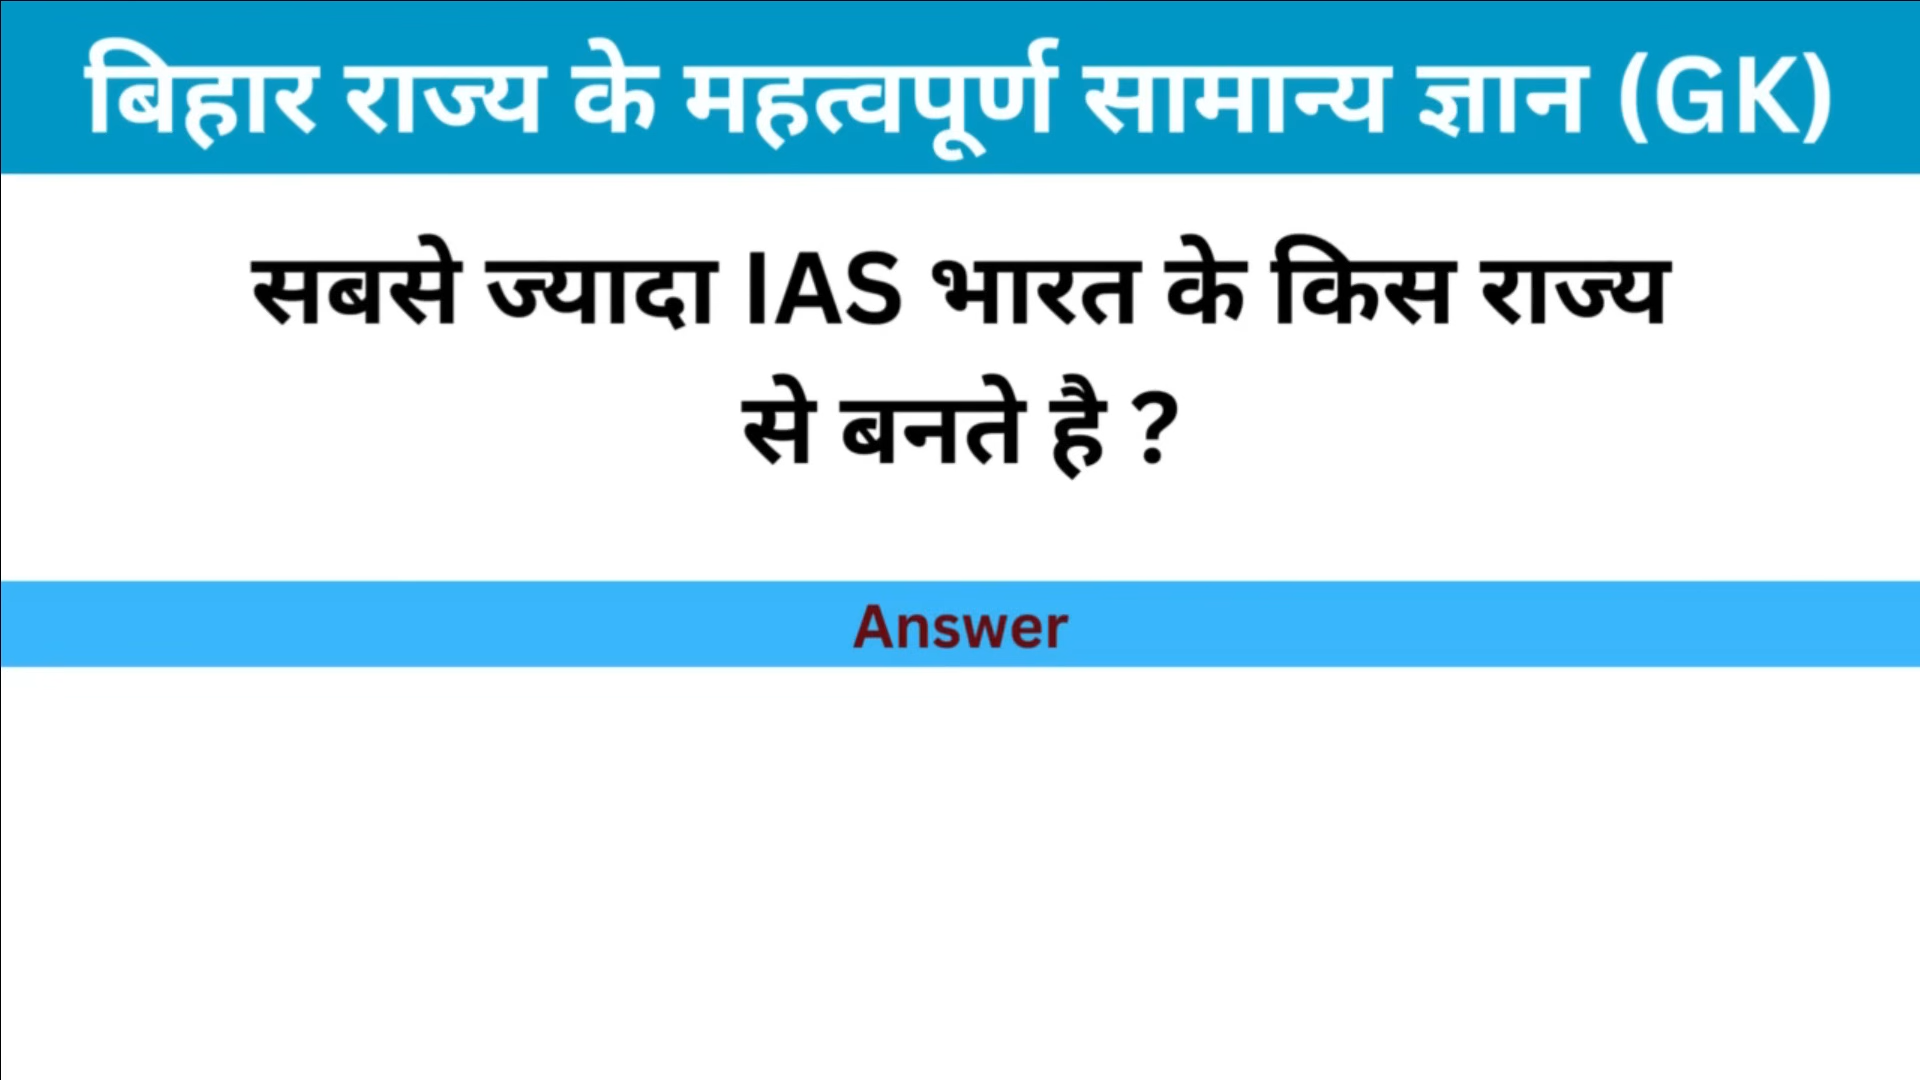 बिहार राज्य के महत्वपूर्ण सामान्य ज्ञान (GK)
सबसे ज्यादा IAS भारत के किस राज्य
से बनते है ?
Answer